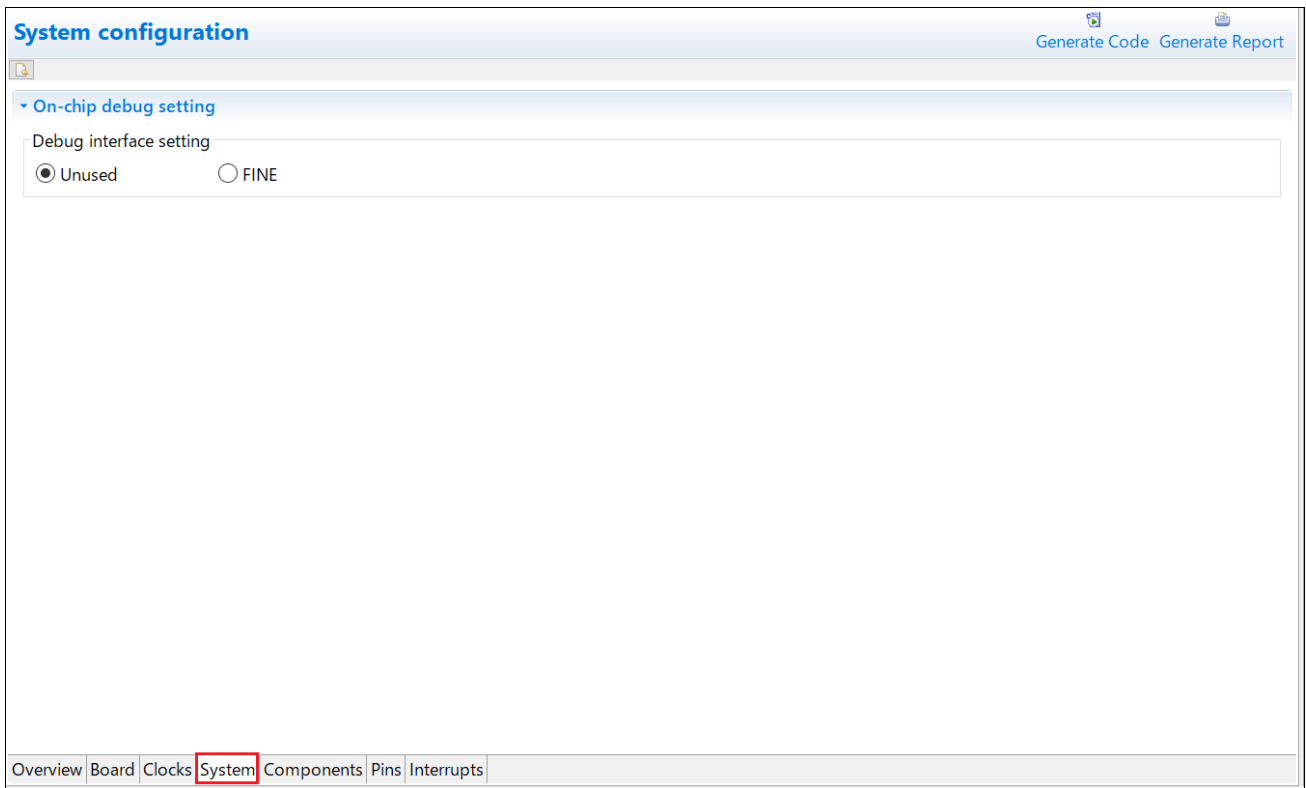 System configuration
Generate Code Generate Report
On-chip debug setting
Debug interface setting
Unused FINE
Overview Board Clocks System Components Pins Interrupts